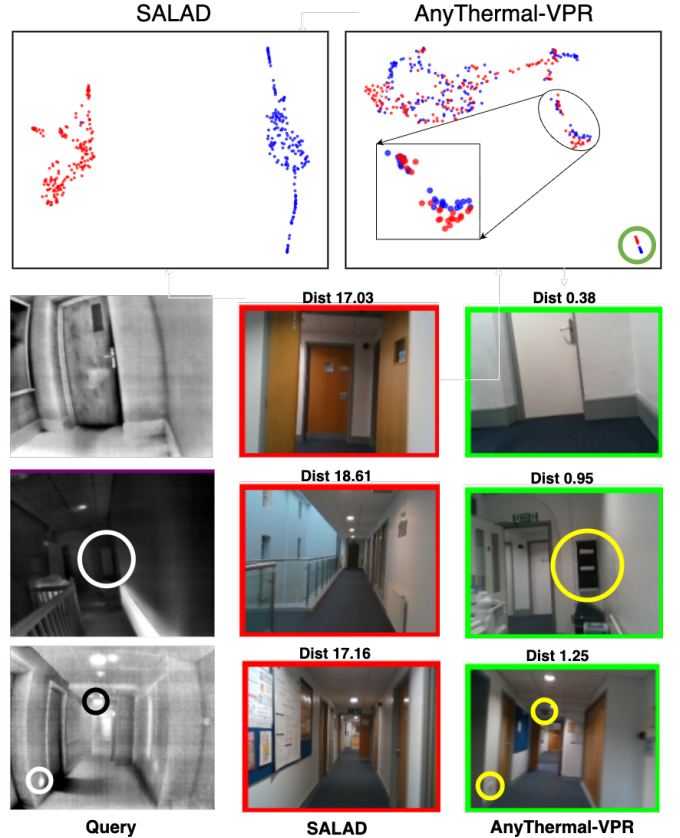 SALAD
AnyThermal-VPR
Dist 17.03
Dist 0.38
Dist 18.61
Dist 0.95
Dist 17.16
Dist 1.25
Query
SALAD
AnyThermal-VPR